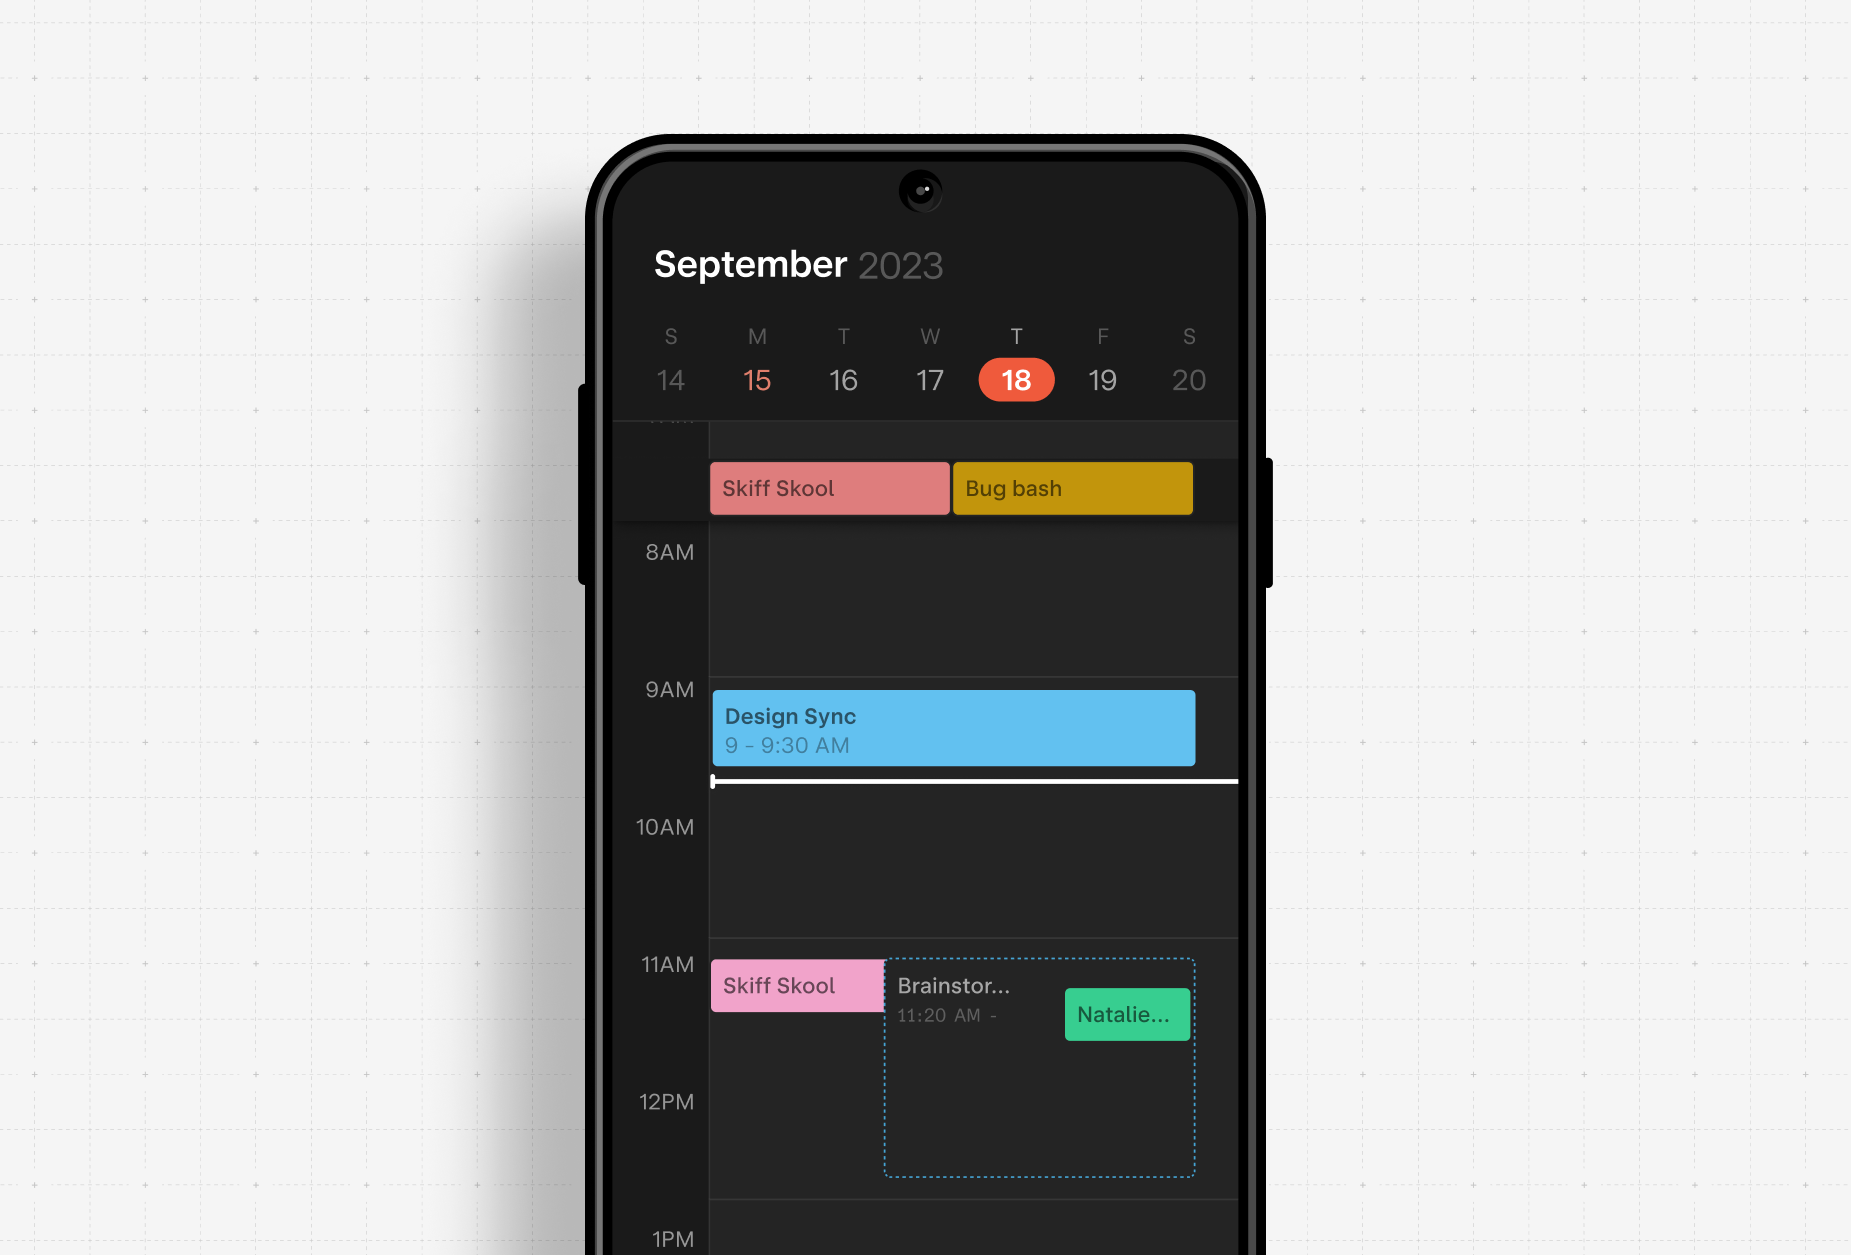 September 2023
S M T W T F S
14 15 16 17 18 19 20
Skiff Skool
Bug bash
8AM
9AM
Design Sync
9 - 9:30 AM
10AM
11AM
Skiff Skool
Brainstor...
11:20 AM -
Natalie...
12PM
1PM